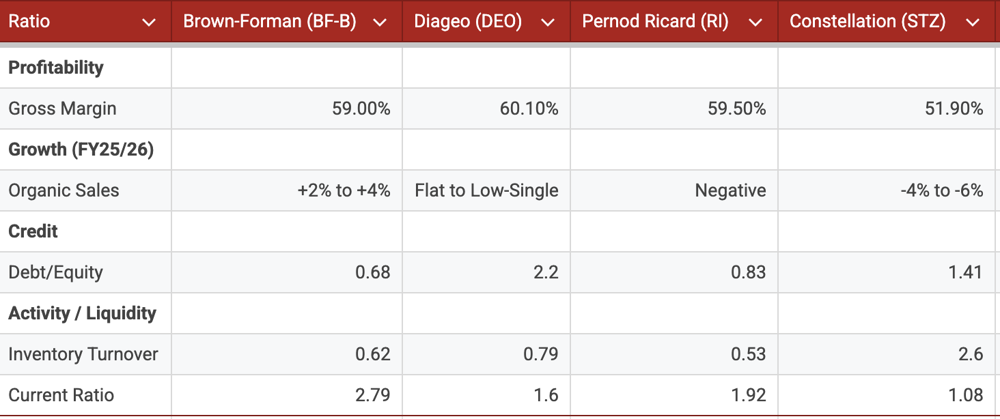 Ratio Brown-Forman (BF-B) Diageo (DEO) Pernod Ricard (RI) Constellation (STZ)
Profitability
Gross Margin 59.00% 60.10% 59.50% 51.90%
Growth (FY25/26)
Organic Sales +2% to +4% Flat to Low-Single Negative -4% to -6%
Credit
Debt/Equity 0.68 2.2 0.83 1.41
Activity / Liquidity
Inventory Turnover 0.62 0.79 0.53 2.6
Current Ratio 2.79 1.6 1.92 1.08